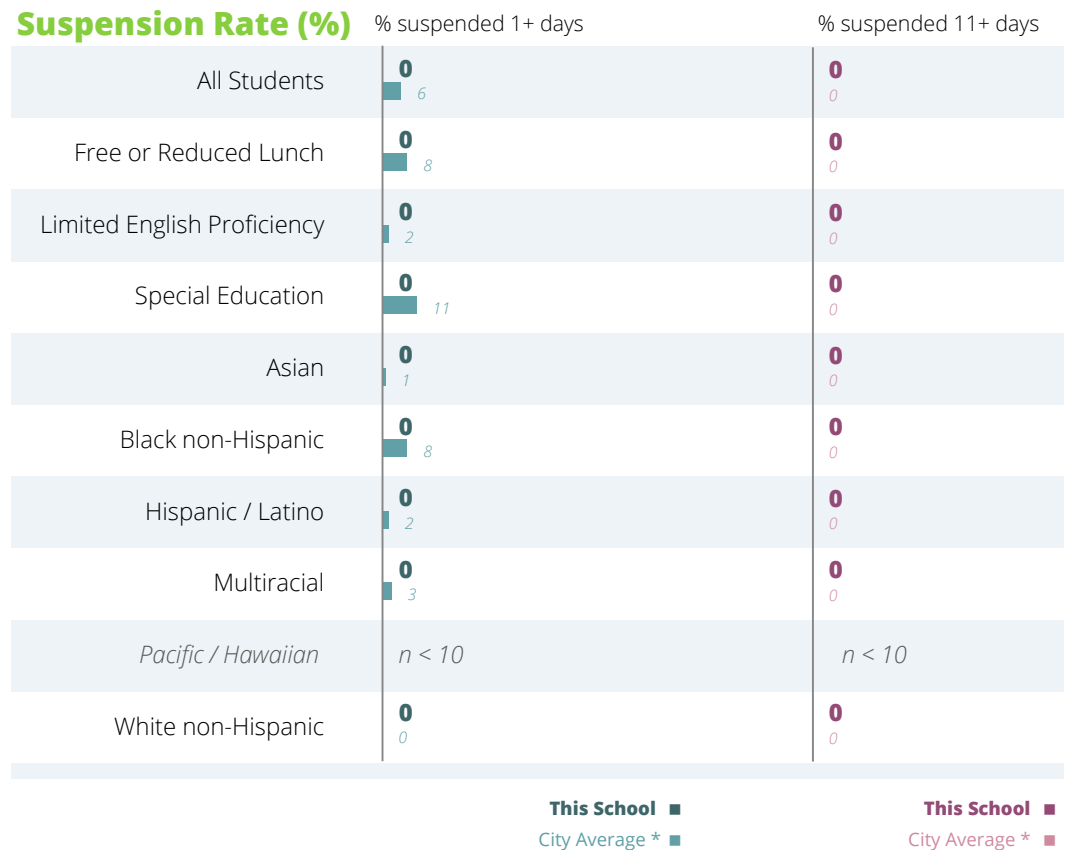 Suspension Rate (%) % suspended 1+ days % suspended 11+ days
All Students 0 0
6 0
Free or Reduced Lunch 0 0
8 0
Limited English Proficiency 0 0
2 0
Special Education 0 0
11 0
Asian 0 0
1 0
Black non-Hispanic 0 0
8 0
Hispanic / Latino 0 0
2 0
Multiracial 0 0
3 0
Pacific / Hawaiian n < 10 n < 10
White non-Hispanic 0 0
0 0
This School This School
City Average * City Average *